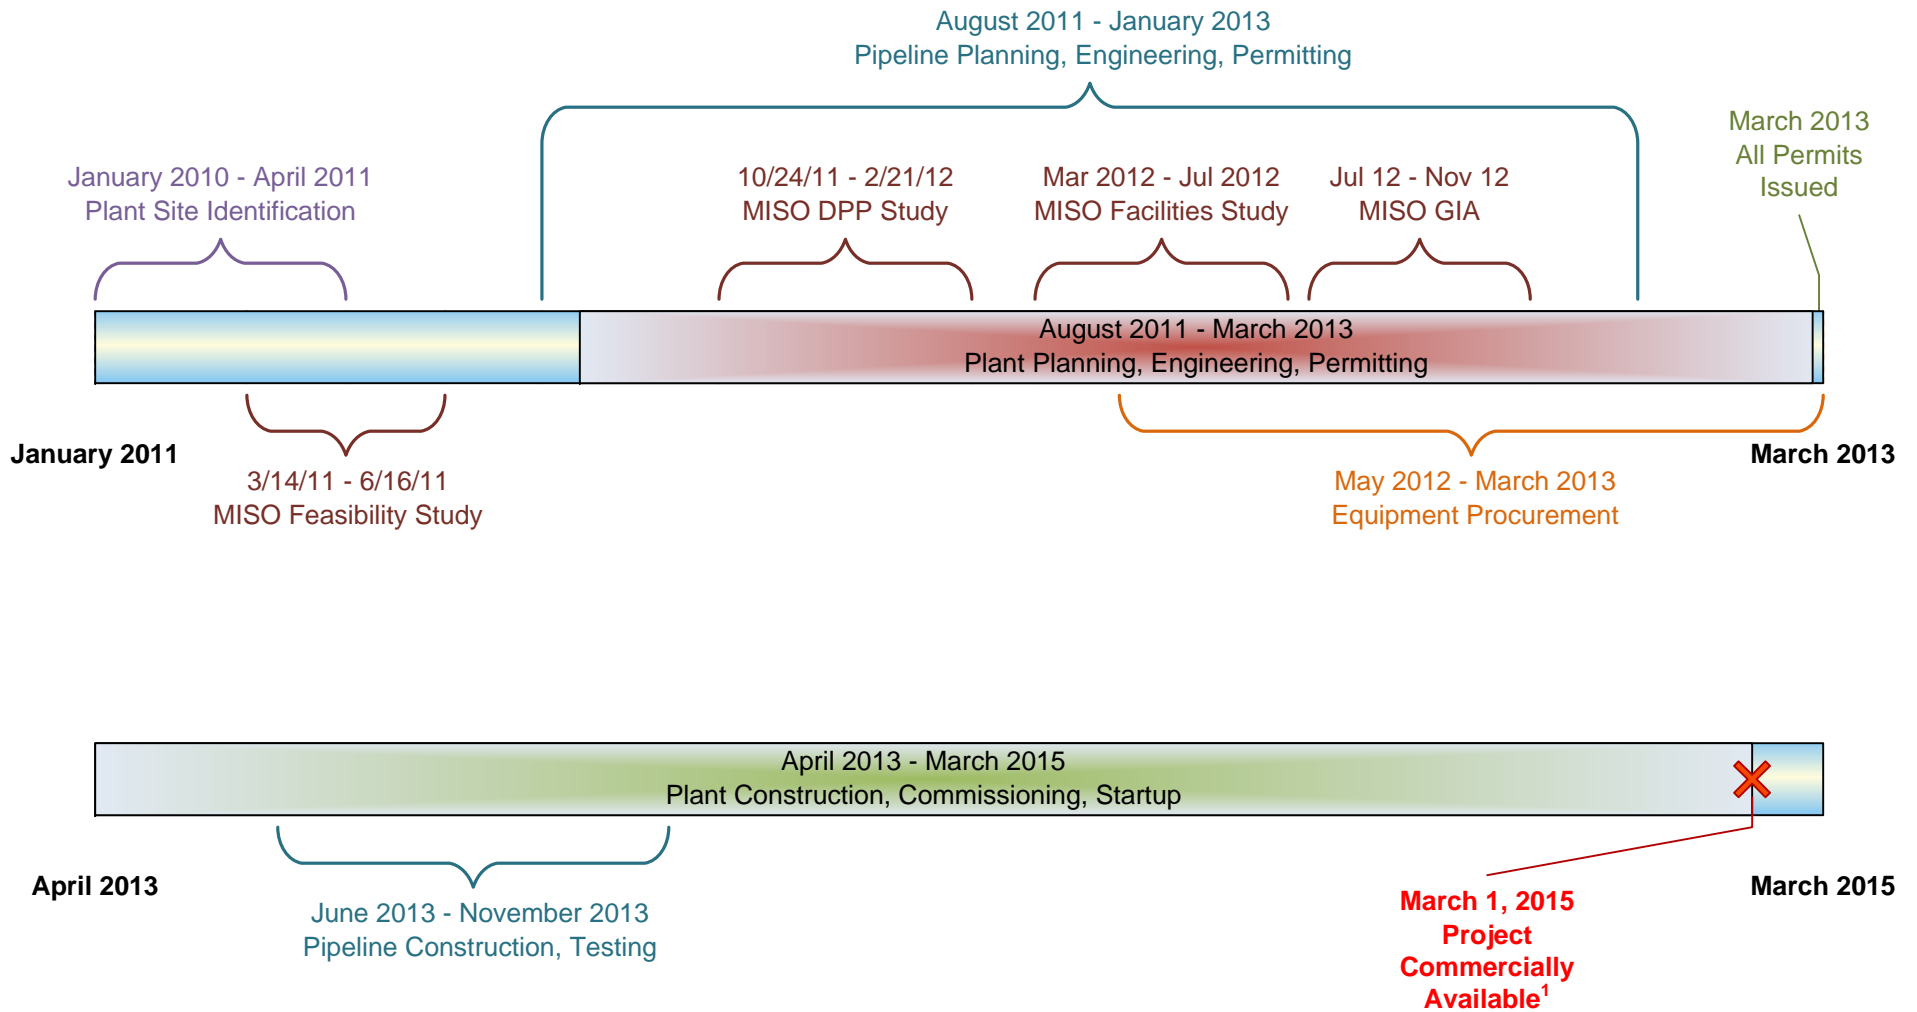 August 2011 - January 2013
Pipeline Planning, Engineering, Permitting
March 2013
All Permits
Issued
January 2010 - April 2011
Plant Site Identification
10/24/11 - 2/21/12
MISO DPP Study
Mar 2012 - Jul 2012
MISO Facilities Study
Jul 12 - Nov 12
MISO GIA
August 2011 - March 2013
Plant Planning, Engineering, Permitting
January 2011
March 2013
3/14/11 - 6/16/11
MISO Feasibility Study
May 2012 - March 2013
Equipment Procurement
April 2013 - March 2015
Plant Construction, Commissioning, Startup
April 2013
March 2015
June 2013 - November 2013
Pipeline Construction, Testing
March 1, 2015
Project
Commercially
Available¹